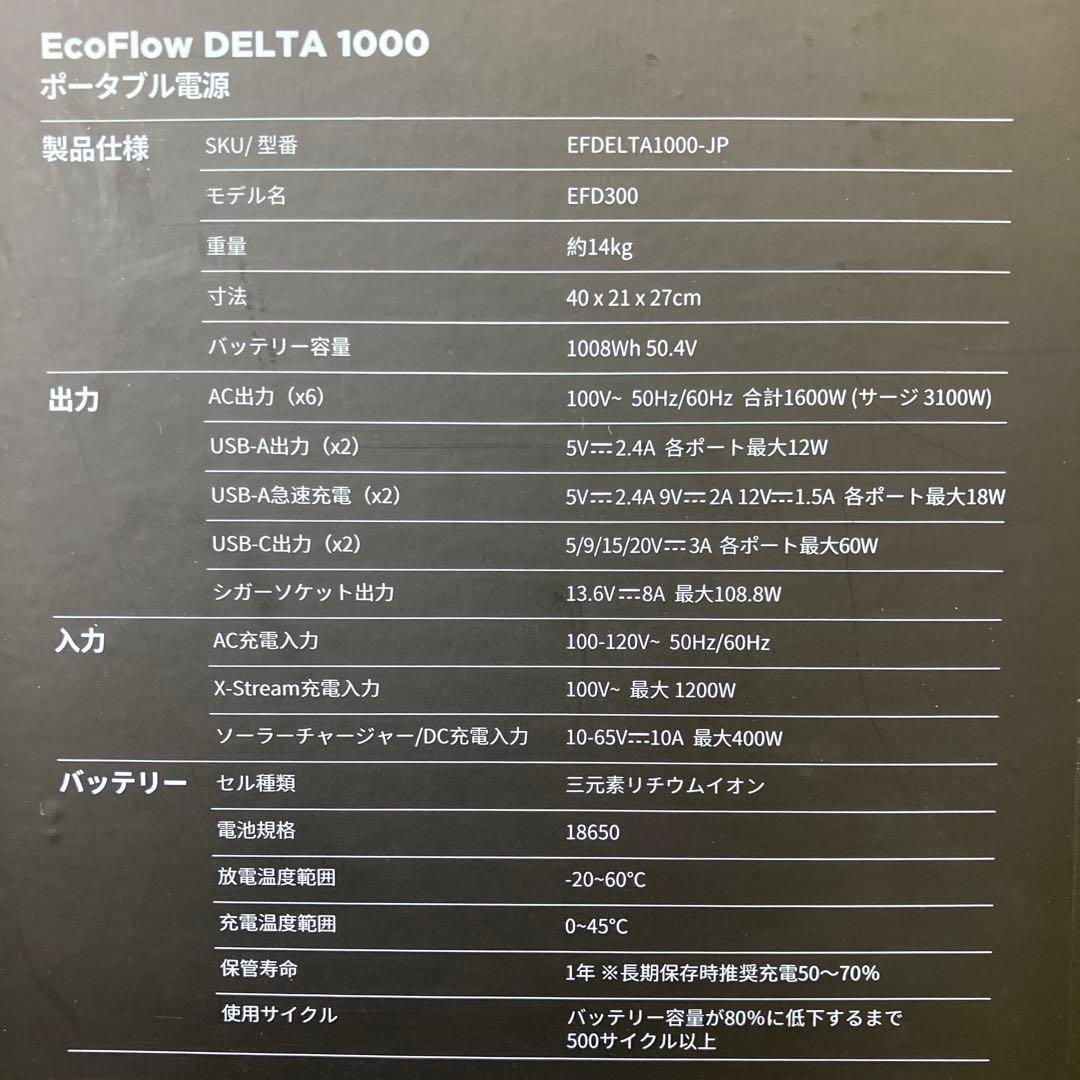 EcoFlow DELTA 1000
ポータブル電源
製品仕様 SKU/ 型番 EFDELTA1000-JP
モデル名 EFD300
重量 約14kg
寸法 40 x 21 x 27cm
バッテリー容量 1008Wh 50.4V
出力 AC出力（x6） 100V~ 50Hz/60Hz 合計1600W (サージ 3100W)
USB-A出力（x2） 5V⎓2.4A 各ポート最大12W
USB-A急速充電（x2） 5V⎓2.4A 9V⎓2A 12V⎓1.5A 各ポート最大18W
USB-C出力（x2） 5/9/15/20V⎓3A 各ポート最大60W
シガーソケット出力 13.6V⎓8A 最大108.8W
入力 AC充電入力 100-120V~ 50Hz/60Hz
X-Stream充電入力 100V~ 最大 1200W
ソーラーチャージャー/DC充電入力 10-65V⎓10A 最大400W
バッテリー セル種類 三元素リチウムイオン
電池規格 18650
放電温度範囲 -20~60℃
充電温度範囲 0~45℃
保管寿命 1年 ※長期保存時推奨充電50〜70%
使用サイクル バッテリー容量が80%に低下するまで
500サイクル以上